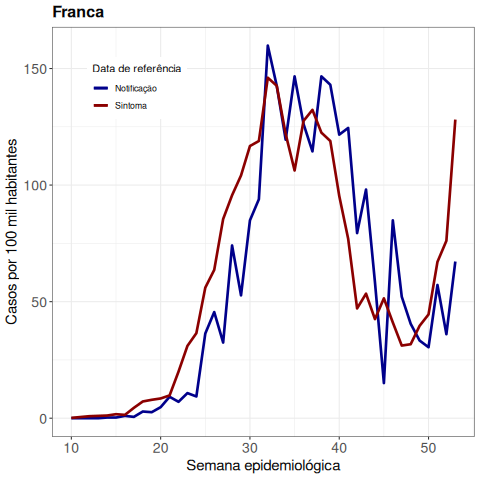 Franca
Data de referência
Notificação
Sintoma
Casos por 100 mil habitantes
150
100
50
0
10 20 30 40 50
Semana epidemiológica